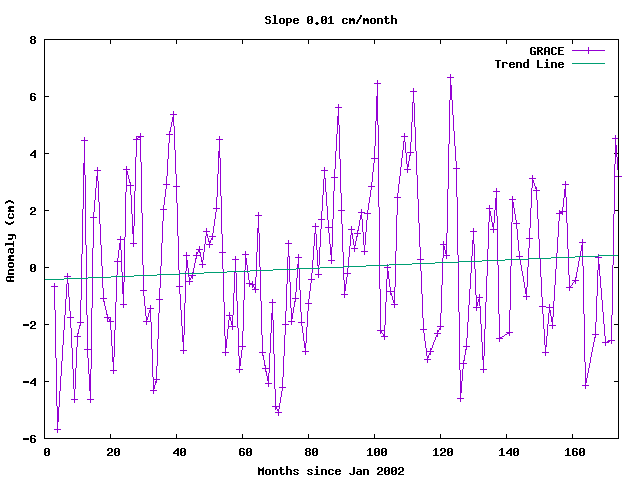 Slope 0.01 cm/month
8
6
4
2
0
-2
-4
-6
Anomaly (cm)
GRACE
Trend Line
0 20 40 60 80 100 120 140 160
Months since Jan 2002